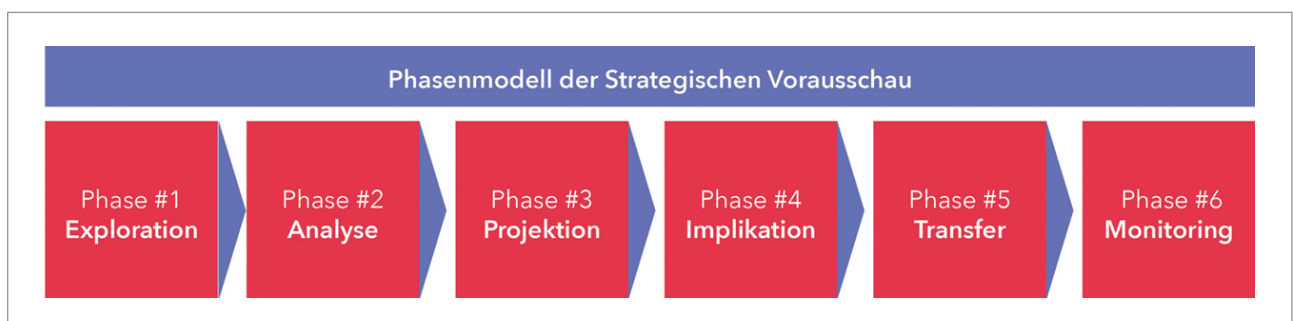 Phasenmodell der Strategischen Vorausschau
Phase #1
Exploration
Phase #2
Analyse
Phase #3
Projektion
Phase #4
Implikation
Phase #5
Transfer
Phase #6
Monitoring